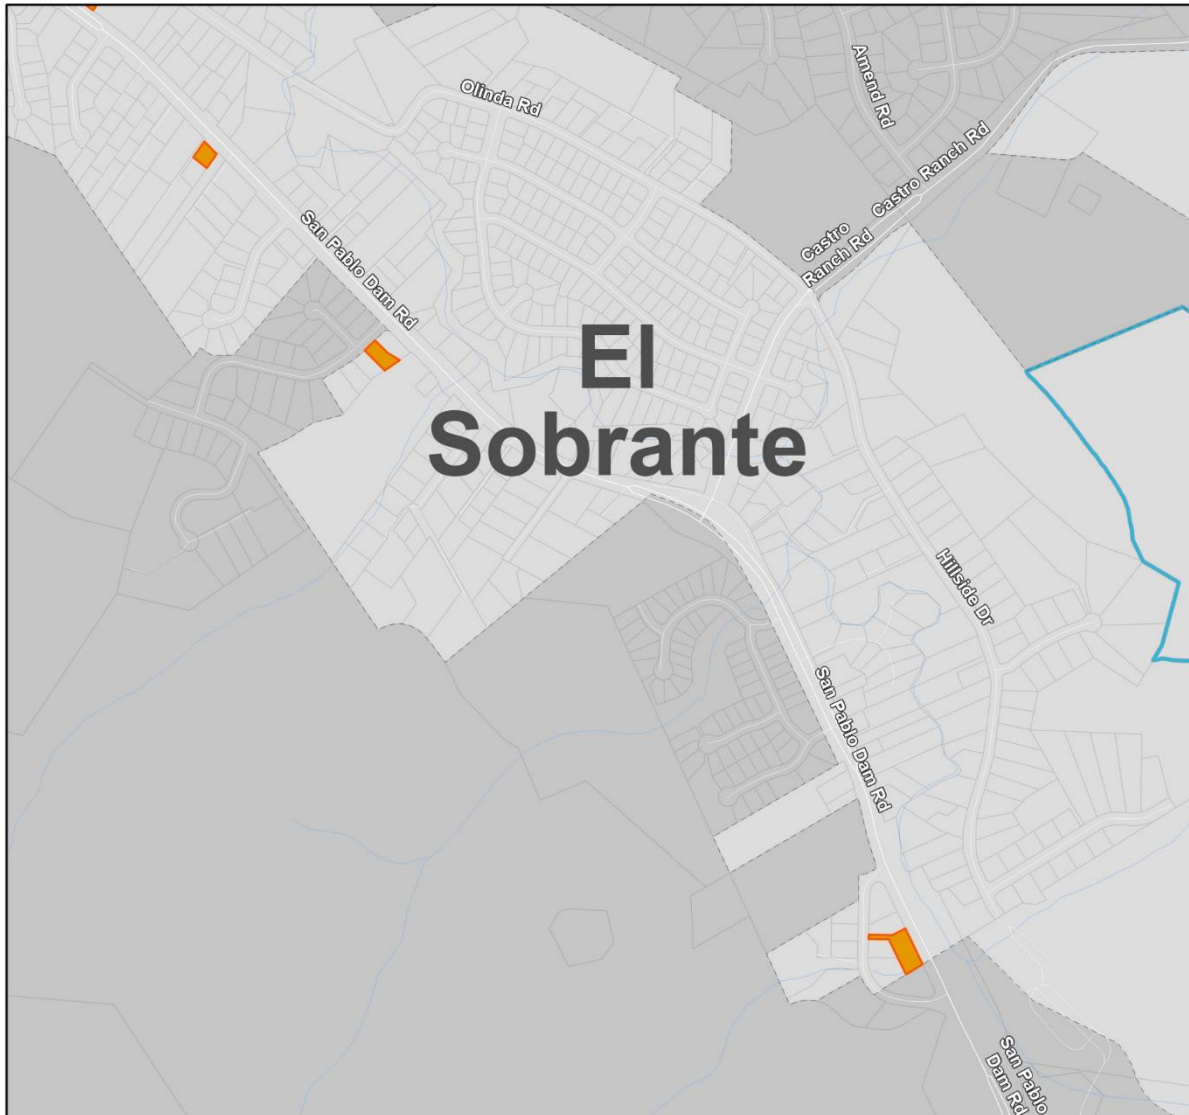 Olinda Rd
Amend Rd
Castro Ranch Rd
Castro
Ranch Rd
San Pablo Dam Rd
El
Sobrante
Hillside Dr
San Pablo Dam Rd
San Pablo
Dam Rd